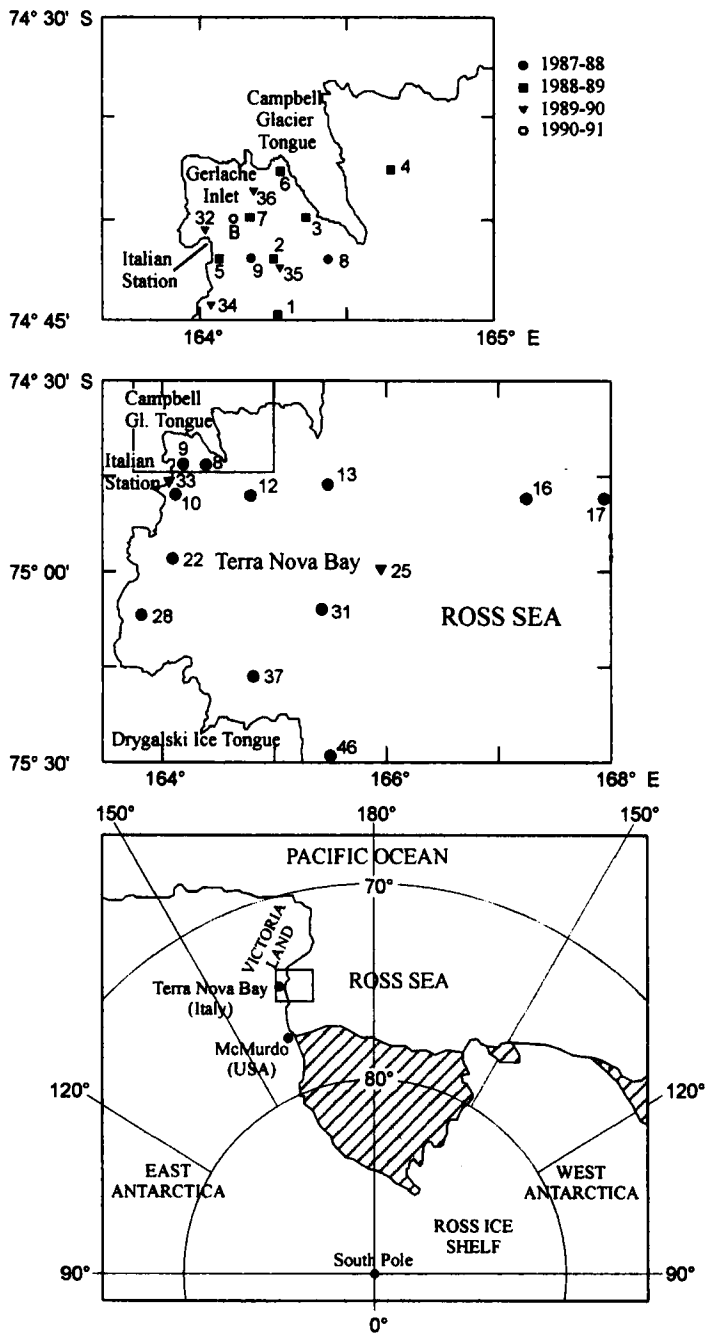 74° 30' S
1987-88
1988-89
1989-90
1990-91
Campbell
Glacier
Tongue
4
6
Gerlache
Inlet
36
32
B
7
3
Italian
Station
5
9
2
35
8
34
1
74° 45'
164°
165° E
74° 30' S
Campbell
Gl. Tongue
9
8
Italian
Station
33
10
12
13
16
17
22
Terra Nova Bay
25
28
31
ROSS SEA
37
Drygalski Ice Tongue
46
75° 00'
75° 30'
164°
166°
168° E
150°
180°
150°
PACIFIC OCEAN
70°
VICTORIA
LAND
ROSS SEA
Terra Nova Bay
(Italy)
McMurdo
(USA)
80°
120°
120°
EAST
ANTARCTICA
WEST
ANTARCTICA
ROSS ICE
SHELF
South Pole
90°
90°
0°